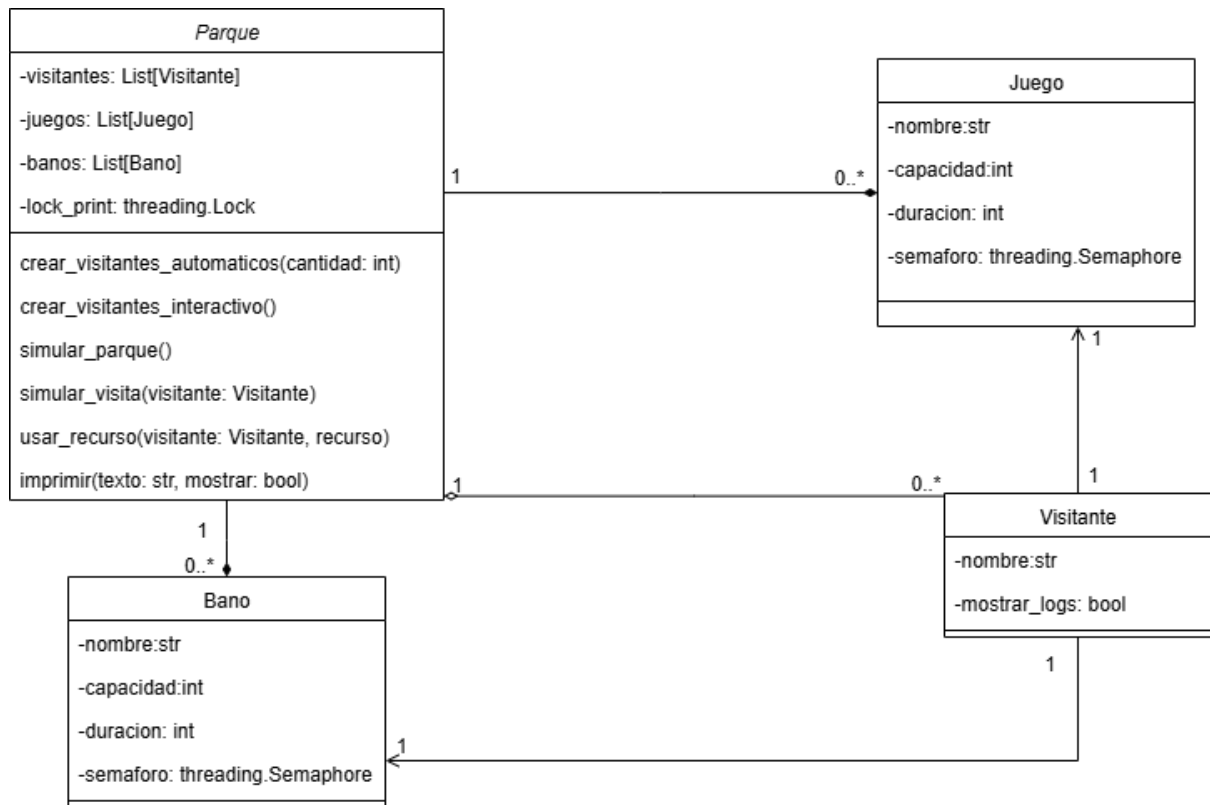 Parque
-visitantes: List[Visitante]
-juegos: List[Juego]
-banos: List[Bano]
-lock_print: threading.Lock
crear_visitantes_automaticos(cantidad: int)
crear_visitantes_interactivo()
simular_parque()
simular_visita(visitante: Visitante)
usar_recurso(visitante: Visitante, recurso)
imprimir(texto: str, mostrar: bool)
1
0..*
Juego
-nombre:str
-capacidad:int
-duracion: int
-semaforo: threading.Semaphore
1
1
1
0..*
Visitante
-nombre:str
-mostrar_logs: bool
1
1
1
0..*
Bano
-nombre:str
-capacidad:int
-duracion: int
-semaforo: threading.Semaphore